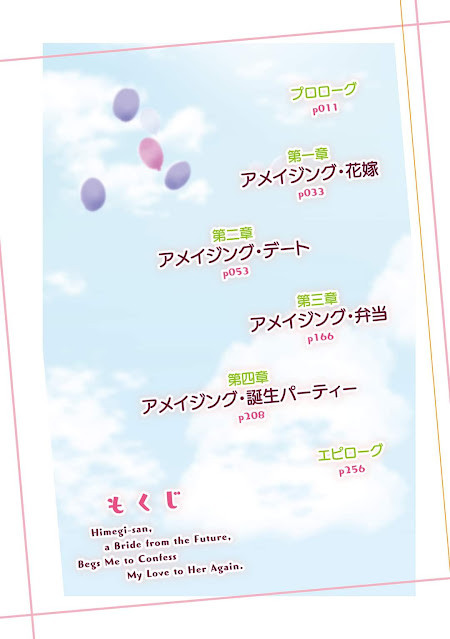 プロローグ
p011
第一章
アメイジング・花嫁
p033
第二章
アメイジング・デート
p053
第三章
アメイジング・弁当
p166
第四章
アメイジング・誕生パーティー
p208
エピローグ
p256
もくじ
Himegi-san,
a Bride from the Future,
Begs Me to Confess
My Love to Her Again.